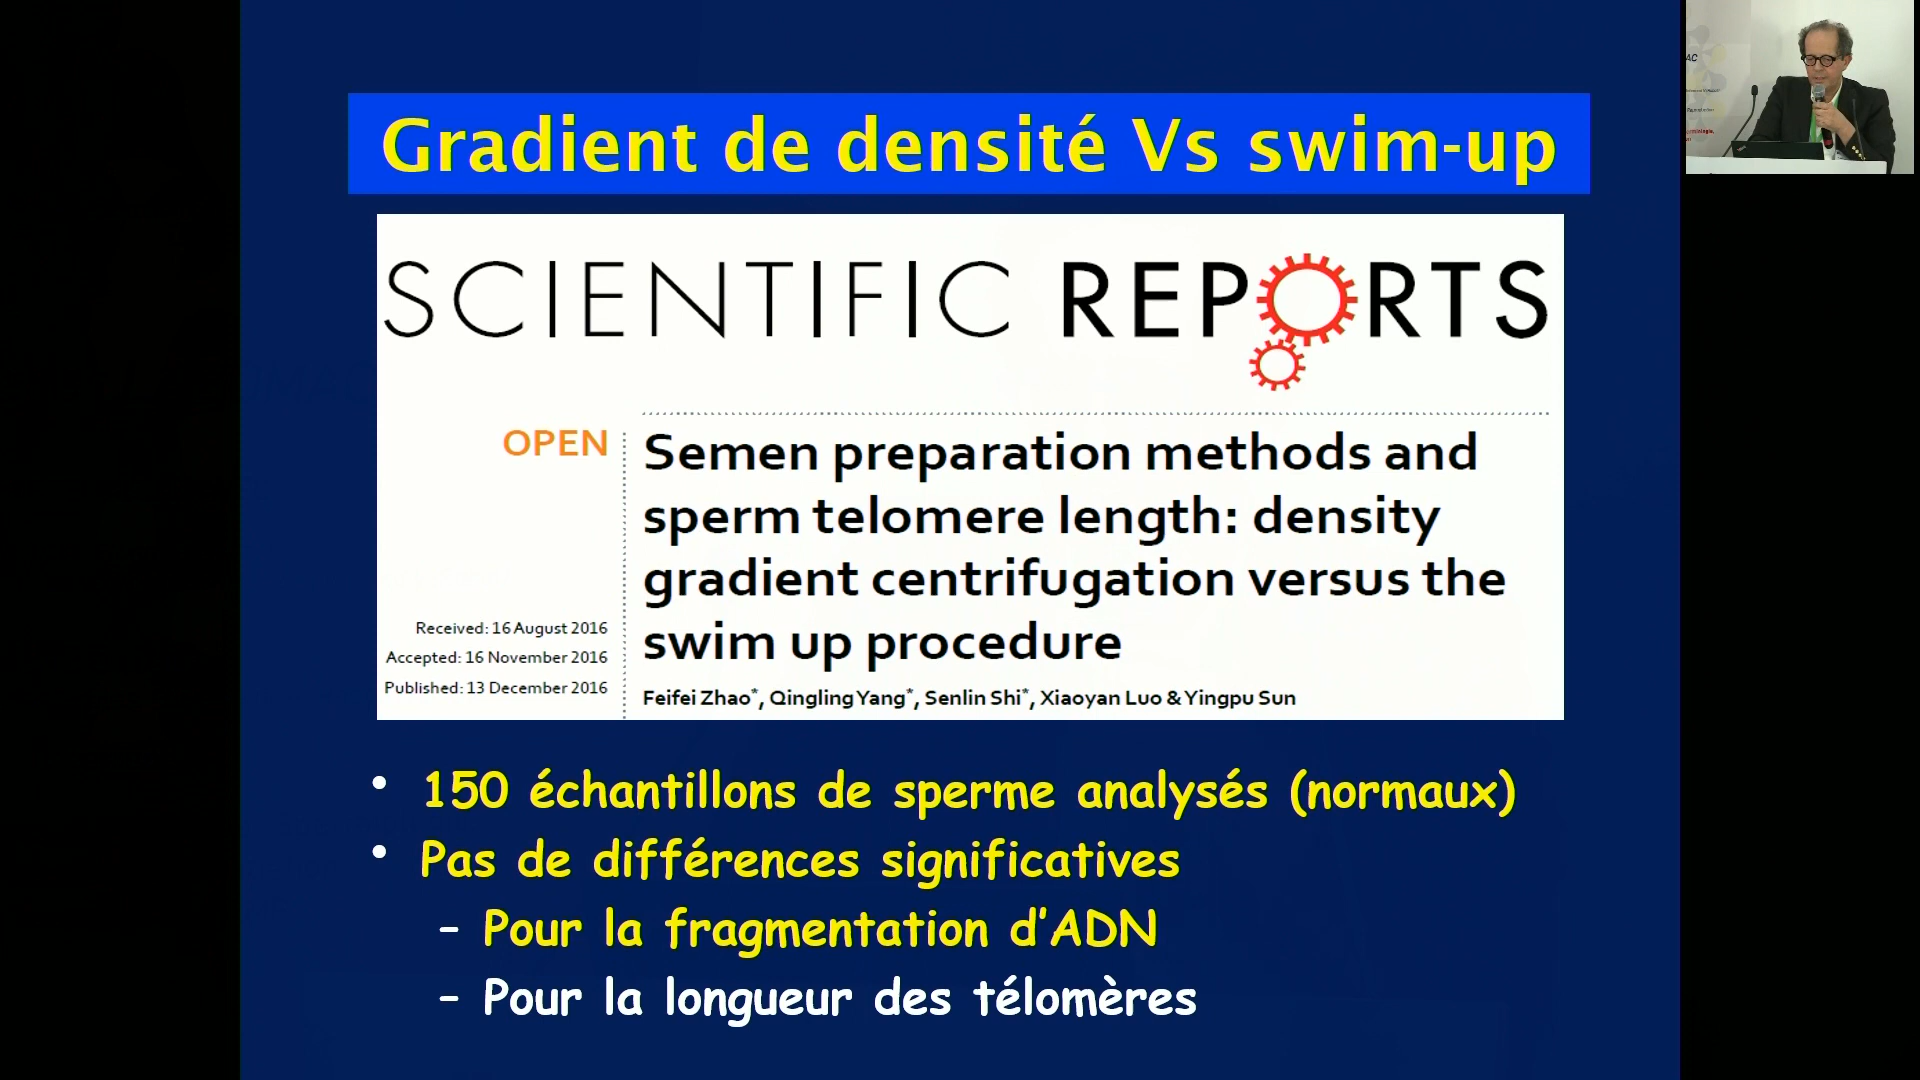 Gradient de densité Vs swim-up
SCIENTIFIC REPORTS
OPEN
Semen preparation methods and
sperm telomere length: density
gradient centrifugation versus the
swim up procedure
Received: 16 August 2016
Accepted: 16 November 2016
Published: 13 December 2016
Feifei Zhao*, Qingling Yang*, Senlin Shi*, Xiaoyan Luo & Yingpu Sun
• 150 échantillons de sperme analysés (normaux)
• Pas de différences significatives
– Pour la fragmentation d'ADN
– Pour la longueur des télomères